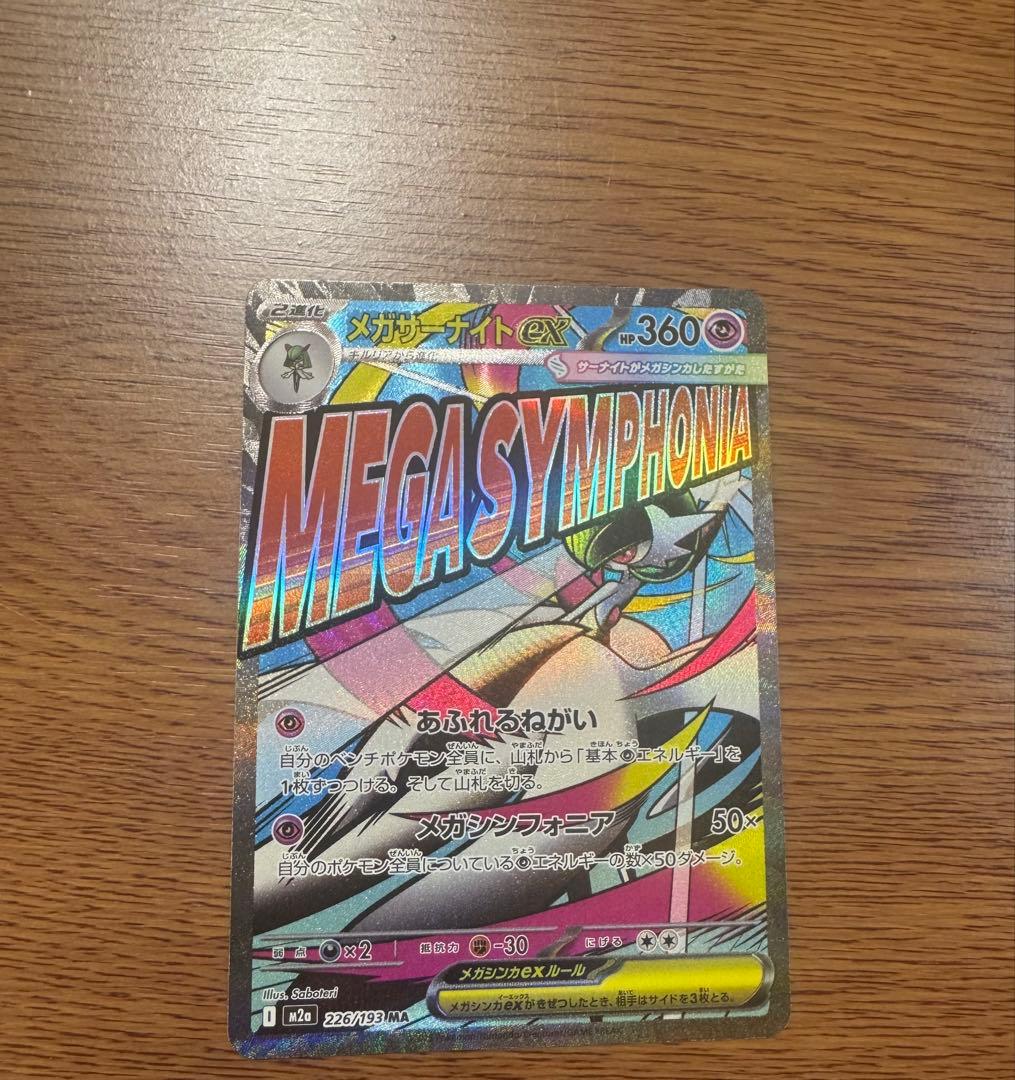 2進化
メガサーナイトex
HP360
キルリアから進化
サーナイトがメガシンカしたすがた
MEGASYMPHONIA
あふれるねがい
自分のベンチポケモン全員に、山札から「基本エネルギー」を
1枚ずつつける。そして山札を切る。
メガシンフォニア 50×
自分のポケモン全員についているエネルギーの数×50ダメージ。
弱点 ×2 抵抗力 -30 にげる
メガシンカexルール
メガシンカexがきぜつしたとき、相手はサイドを3枚とる。
Illus. Saboteri
I m2a 226/193 MA